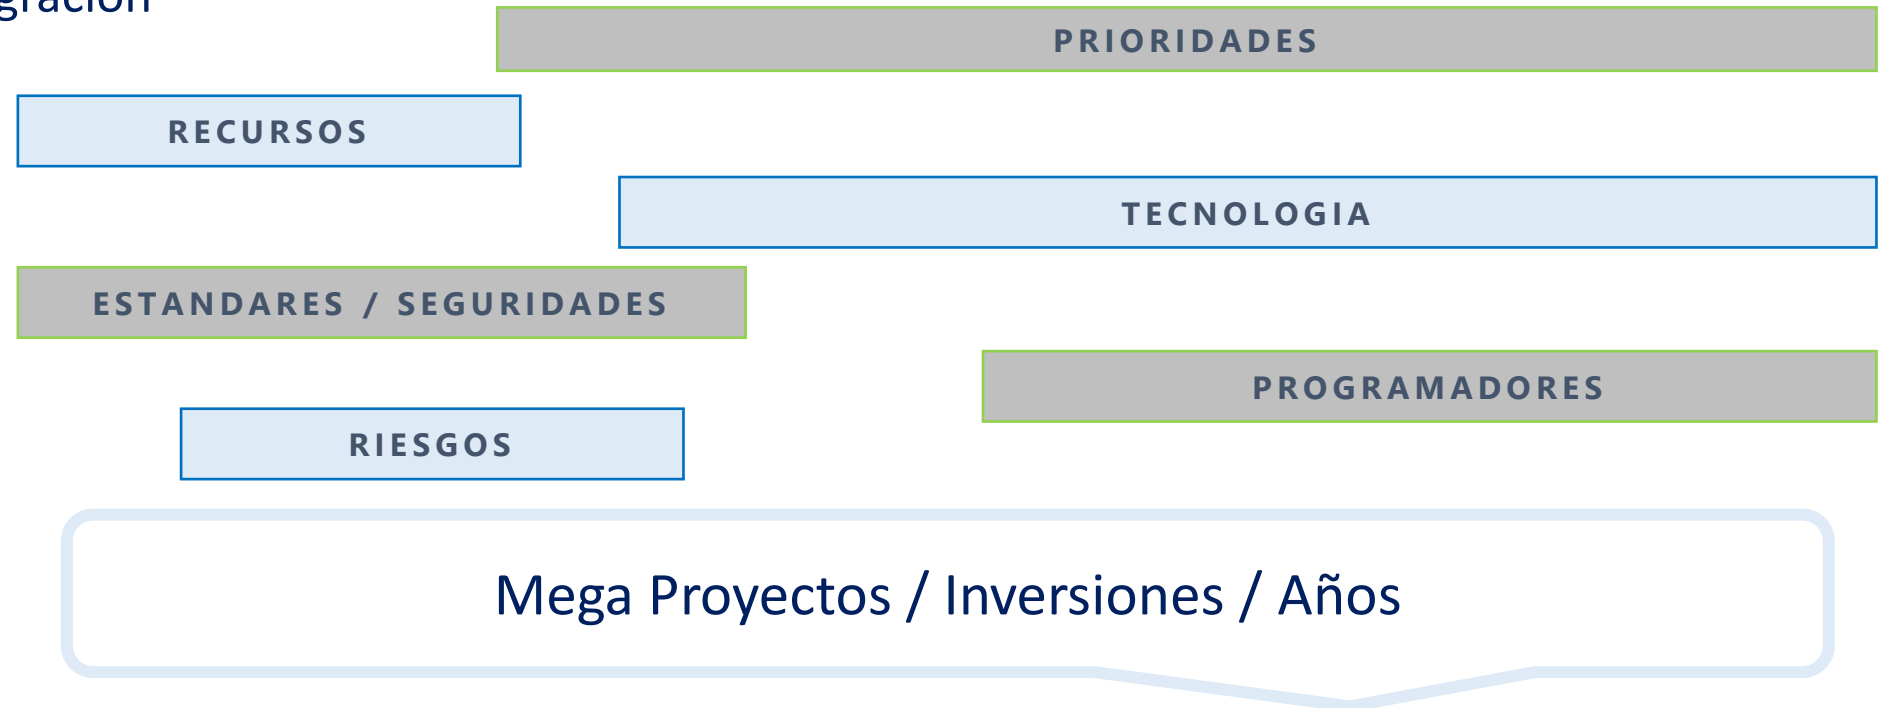 PRIORIDADES
RECURSOS
TECNOLOGIA
ESTANDARES / SEGURIDADES
PROGRAMADORES
RIESGOS
Mega Proyectos / Inversiones / Años